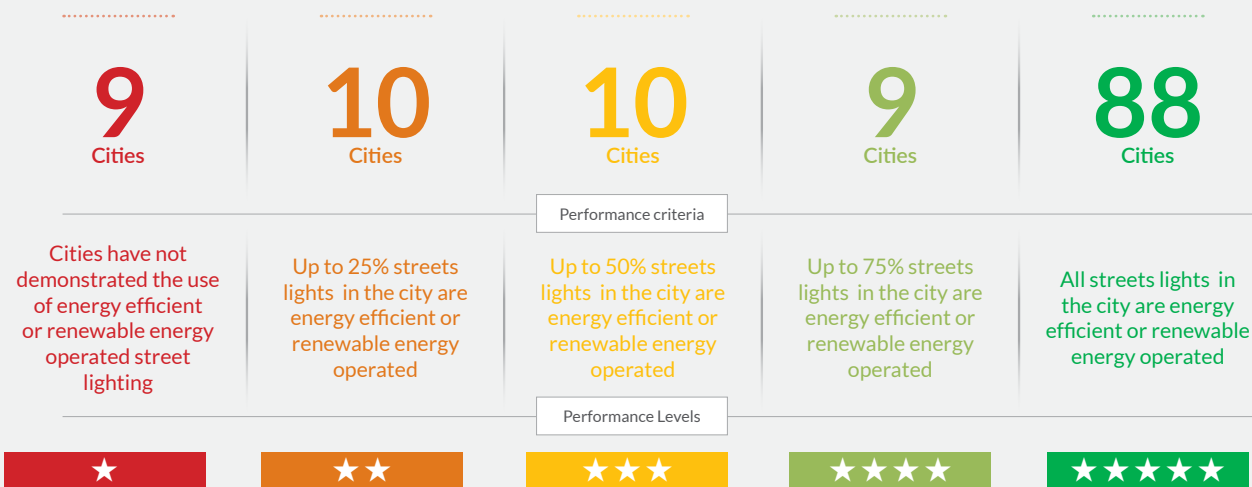 9
Cities
10
Cities
10
Cities
9
Cities
88
Cities
Performance criteria
Cities have not
demonstrated the use
of energy efficient
or renewable energy
operated street
lighting
Up to 25% streets
lights in the city are
energy efficient or
renewable energy
operated
Up to 50% streets
lights in the city are
energy efficient or
renewable energy
operated
Up to 75% streets
lights in the city are
energy efficient or
renewable energy
operated
All streets lights in
the city are energy
efficient or renewable
energy operated
Performance Levels